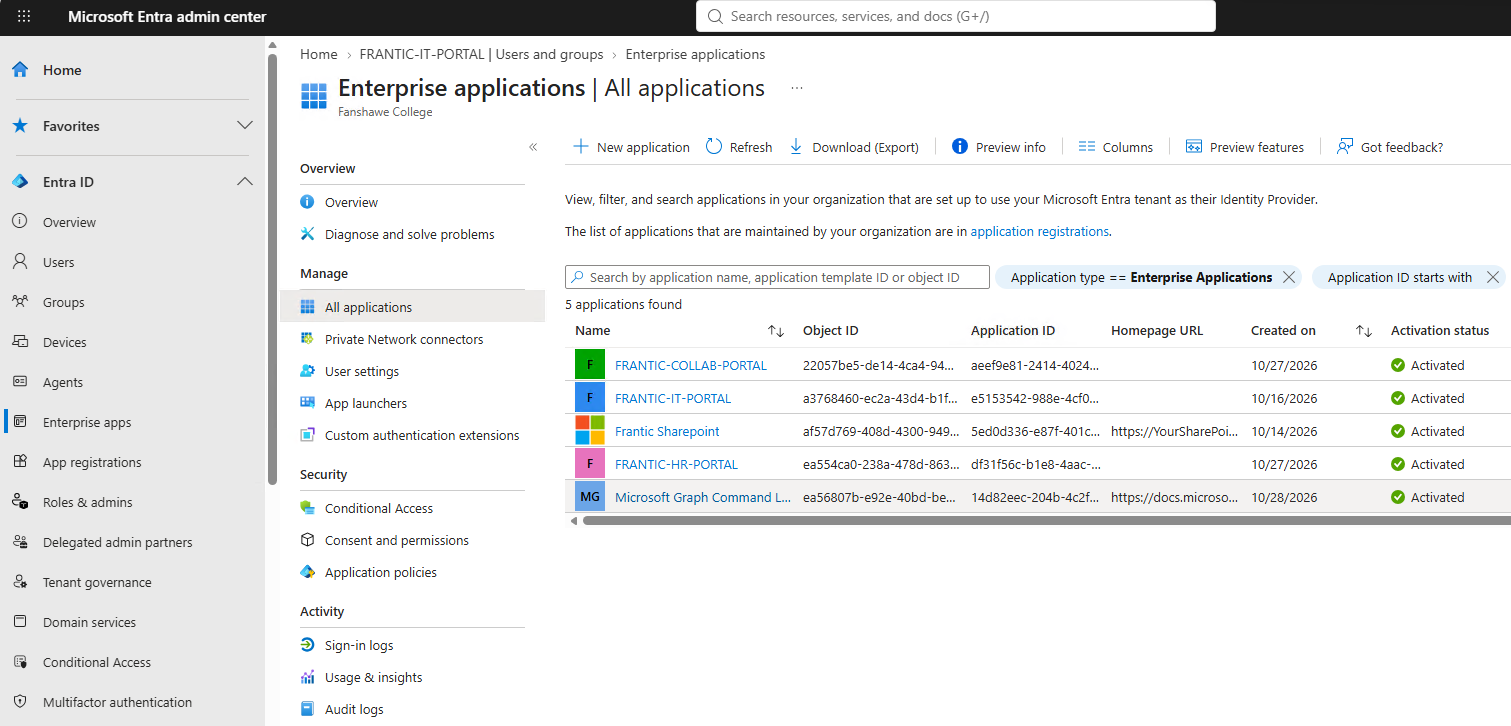 Microsoft Entra admin center
Search resources, services, and docs (G+/)
Home
Favorites
Entra ID
Overview
Users
Groups
Devices
Agents
Enterprise apps
App registrations
Roles & admins
Delegated admin partners
Tenant governance
Domain services
Conditional Access
Multifactor authentication
Home > FRANTIC-IT-PORTAL | Users and groups > Enterprise applications
Enterprise applications | All applications ...
Fanshawe College
«
Overview
Overview
Diagnose and solve problems
Manage
All applications
Private Network connectors
User settings
App launchers
Custom authentication extensions
Security
Conditional Access
Consent and permissions
Application policies
Activity
Sign-in logs
Usage & insights
Audit logs
New application Refresh Download (Export) Preview info Columns Preview features Got feedback?
View, filter, and search applications in your organization that are set up to use your Microsoft Entra tenant as their Identity Provider.
The list of applications that are maintained by your organization are in application registrations.
Search by application name, application template ID or object ID Application type == Enterprise Applications Application ID starts with
5 applications found
Name Object ID Application ID Homepage URL Created on Activation status
F FRANTIC-COLLAB-PORTAL 22057be5-de14-4ca4-94... aeef9e81-2414-4024... 10/27/2026 Activated
F FRANTIC-IT-PORTAL a3768460-ec2a-43d4-b1f... e5153542-988e-4cf0... 10/16/2026 Activated
Frantic Sharepoint af57d769-408d-4300-949... 5ed0d336-e87f-401c... https://YourSharePoi... 10/14/2026 Activated
F FRANTIC-HR-PORTAL ea554ca0-238a-478d-863... df31f56c-b1e8-4aac-... 10/27/2026 Activated
MG Microsoft Graph Command L... ea56807b-e92e-40bd-be... 14d82eec-204b-4c2f... https://docs.microso... 10/28/2026 Activated